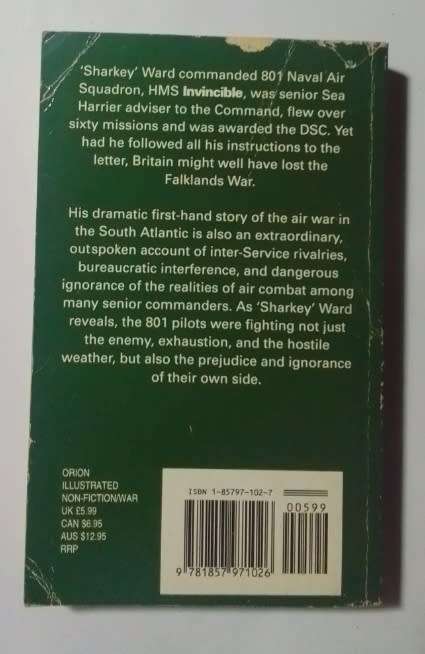 'Sharkey' Ward commanded 801 Naval Air
Squadron, HMS Invincible, was senior Sea
Harrier adviser to the Command, flew over
sixty missions and was awarded the DSC. Yet
had he followed all his instructions to the
letter, Britain might well have lost the
Falklands War.
His dramatic first-hand story of the air war in
the South Atlantic is also an extraordinary,
outspoken account of inter-Service rivalries,
bureaucratic interference, and dangerous
ignorance of the realities of air combat among
many senior commanders. As 'Sharkey' Ward
reveals, the 801 pilots were fighting not just
the enemy, exhaustion, and the hostile
weather, but also the prejudice and ignorance
of their own side.
ORION
ILLUSTRATED
NON-FICTION/WAR
UK £5.99
CAN $6.95
AUS $12.95
RRP
ISBN 1-85797-102-7
00599
9 781857 971026